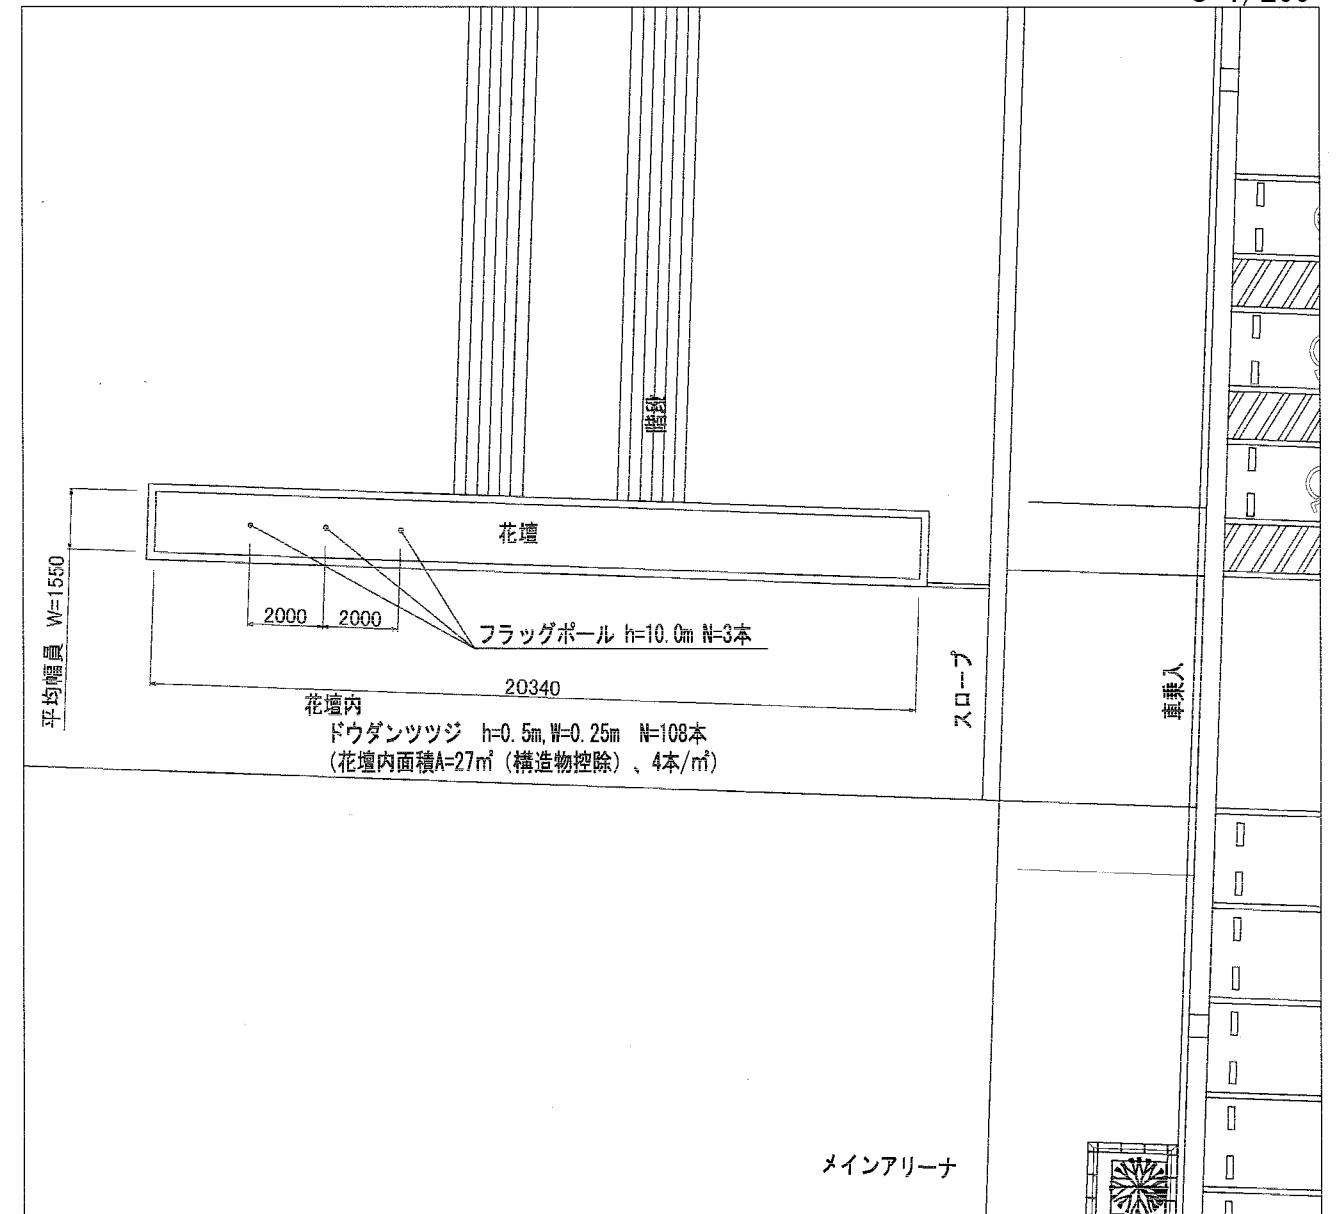 階段
花壇
平均幅員 W=1550
2000
2000
フラッグポール h=10.0m N=3本
20340
花壇内
ドウダンツツジ h=0.5m,W=0.25m N=108本
(花壇内面積A=27㎡（構造物控除）、4本/㎡)
スロープ
車乗入
メインアリーナ